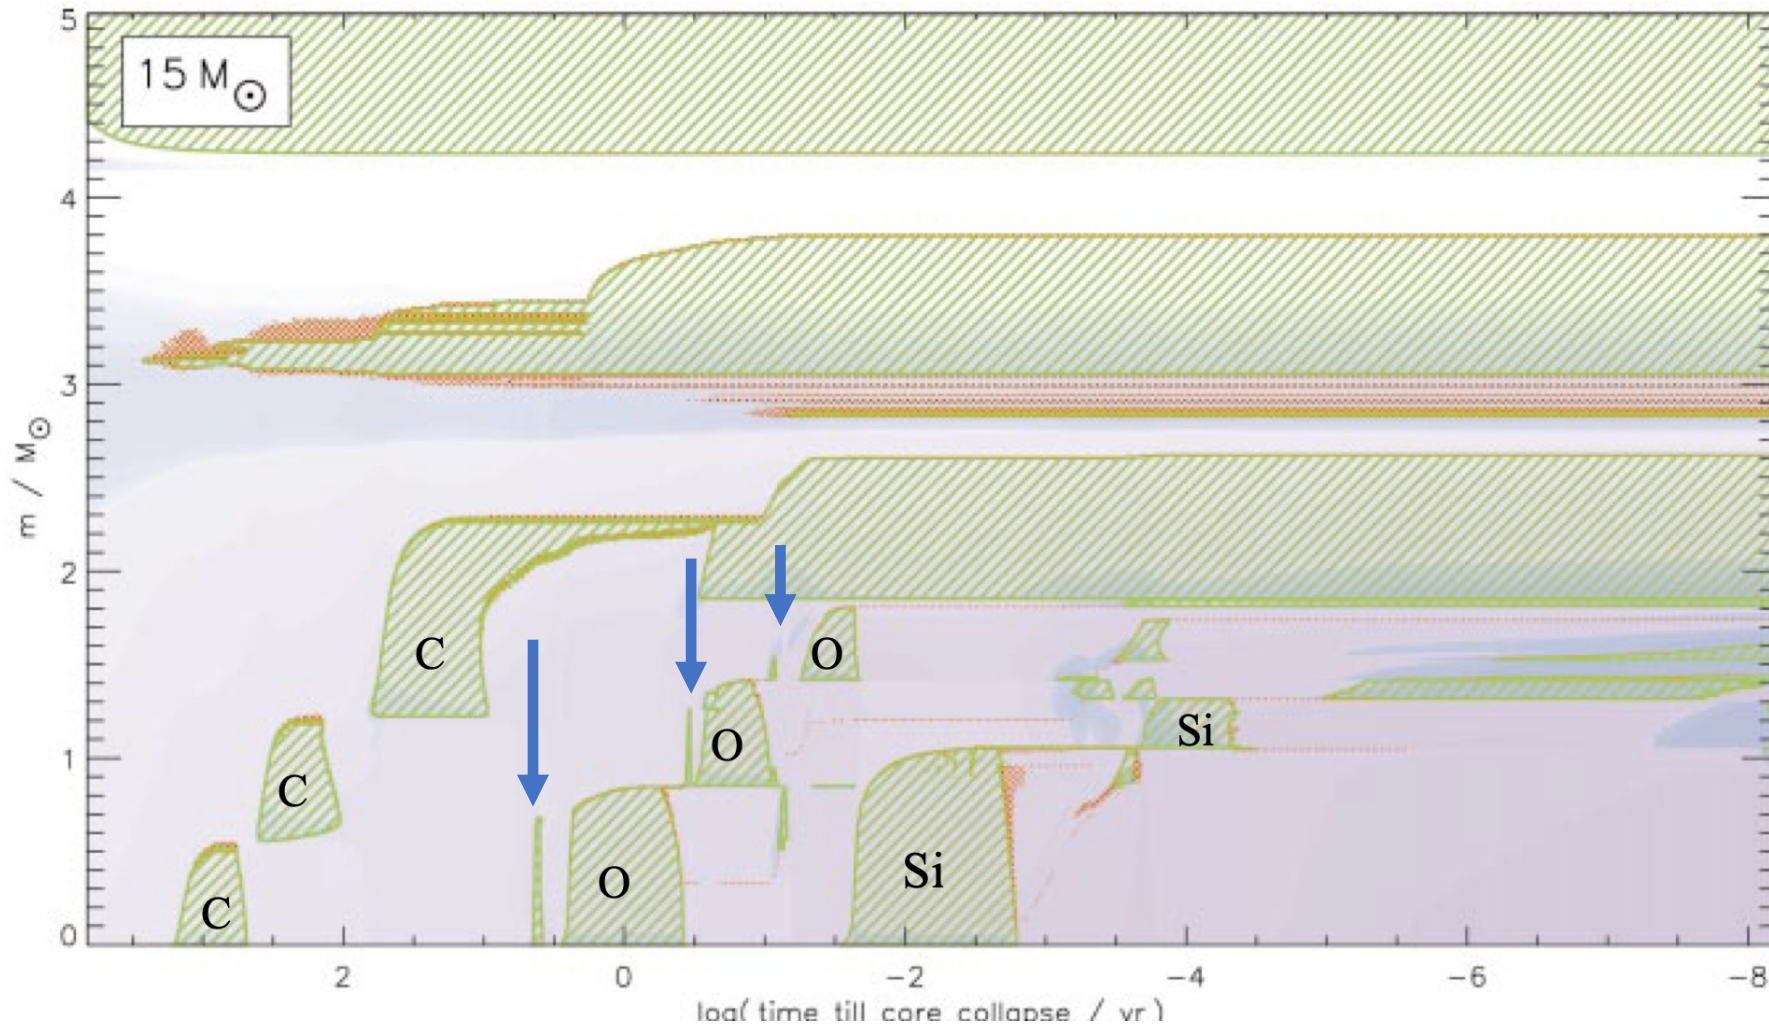 5
15 M⊙
4
3
m / M⊙
2
C
O
1
C
O
Si
C
O
Si
0
2
0
−2
−4
−6
−8
log( time till core collapse / yr )